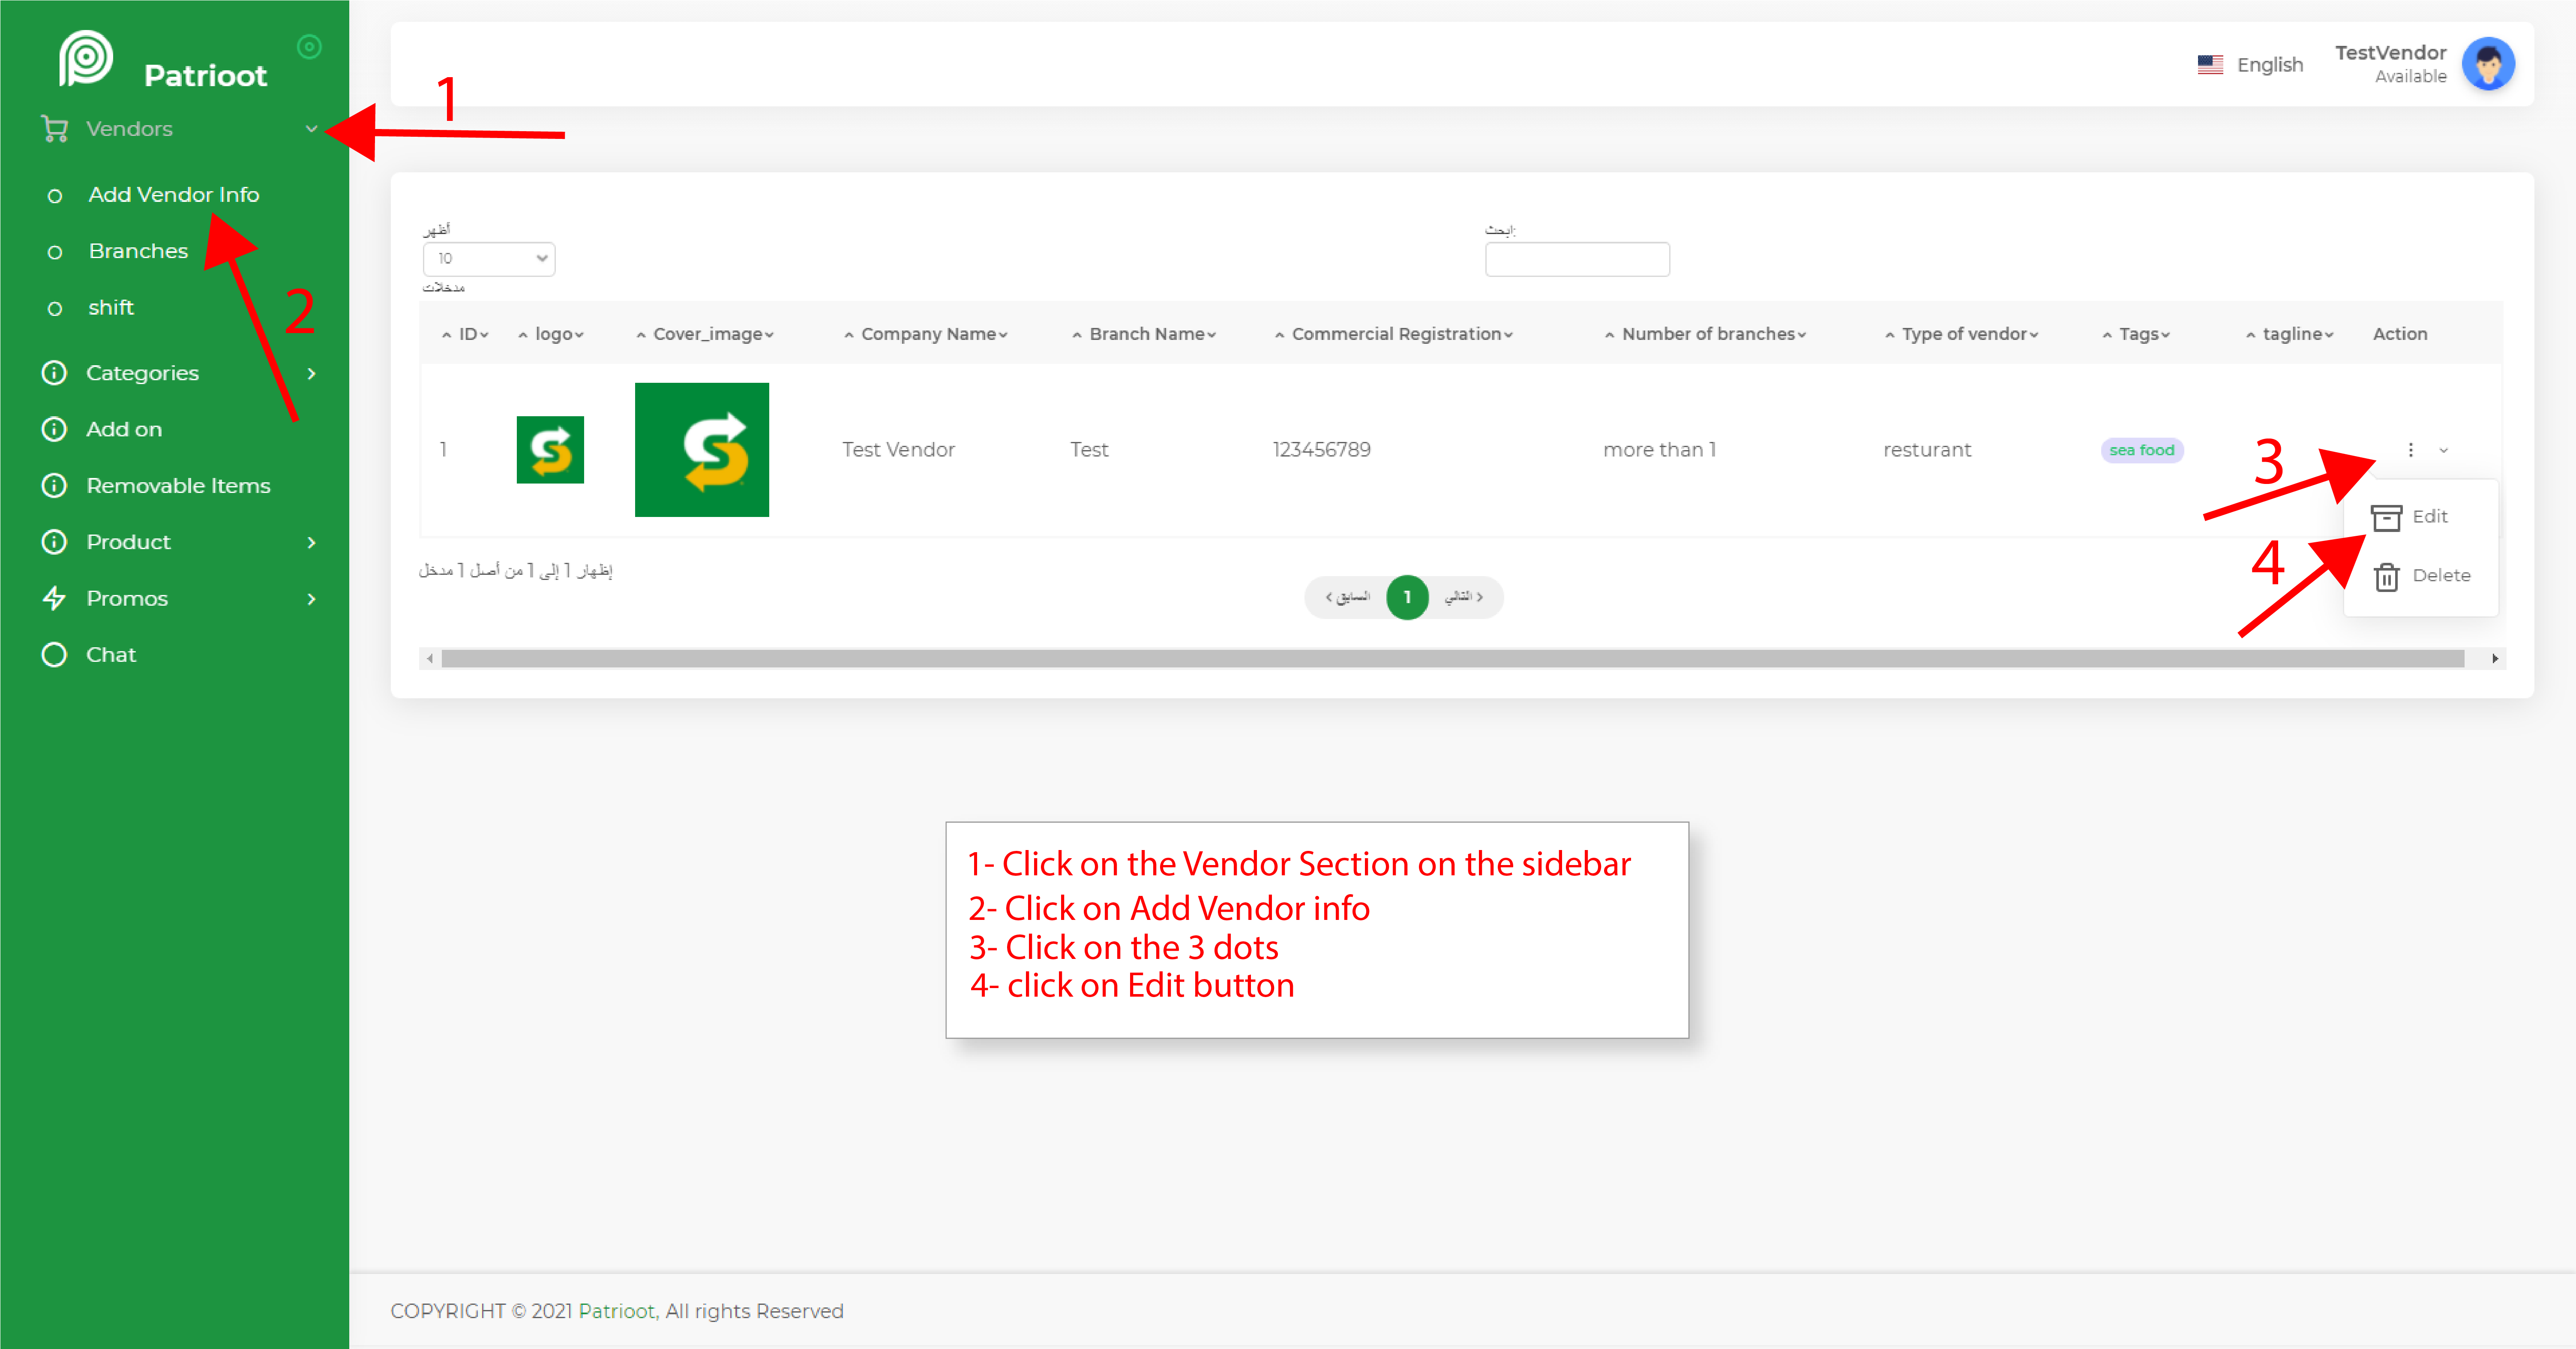 Patrioot
English
TestVendor
Available
1
Vendors
Add Vendor Info
Branches
shift
2
Categories
Add on
Removable Items
Product
Promos
Chat
أظهر
10
مدخلات
ابحث:
ID
logo
Cover_image
Company Name
Branch Name
Commercial Registration
Number of branches
Type of vendor
Tags
tagline
Action
1
Test Vendor
Test
123456789
more than 1
resturant
sea food
3
Edit
4
Delete
إظهار 1 إلى 1 من أصل 1 مدخل
السابق
1
التالي
1- Click on the Vendor Section on the sidebar
2- Click on Add Vendor info
3- Click on the 3 dots
4- click on Edit button
COPYRIGHT © 2021 Patrioot, All rights Reserved